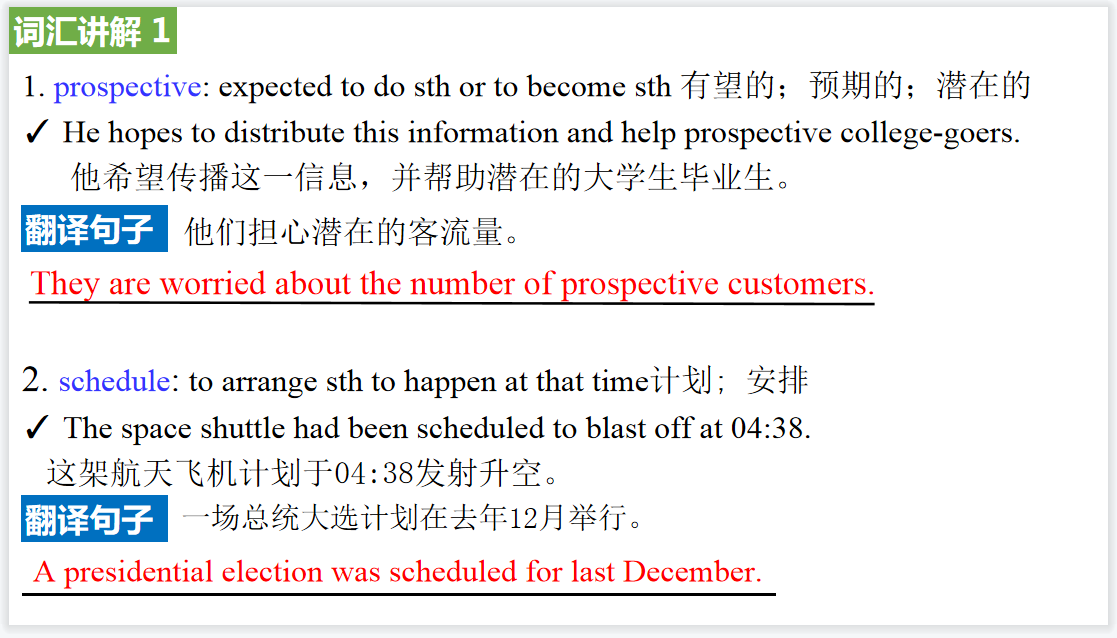 词汇讲解 1
1. prospective: expected to do sth or to become sth 有望的；预期的；潜在的
✓ He hopes to distribute this information and help prospective college-goers.
他希望传播这一信息，并帮助潜在的大学生毕业生。
翻译句子 他们担心潜在的客流量。
They are worried about the number of prospective customers.
2. schedule: to arrange sth to happen at that time计划；安排
✓ The space shuttle had been scheduled to blast off at 04:38.
这架航天飞机计划于04:38发射升空。
翻译句子 一场总统大选计划在去年12月举行。
A presidential election was scheduled for last December.